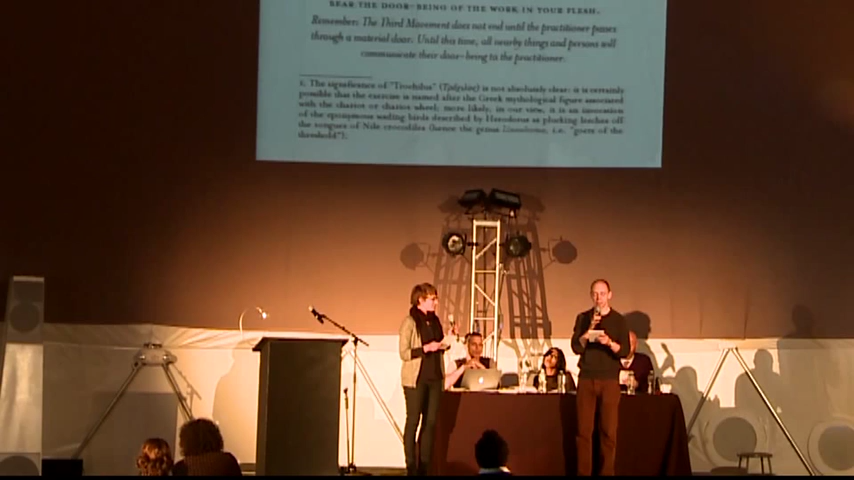 BEAR THE DOOR-BEING OF THE WORK IN YOUR FLESH.
Remember: The Third Movement does not end until the practitioner passes
through a material door. Until this time, all nearby things and persons will
communicate their door-being to the practitioner.
1. The significance of "Trochilus" is not absolutely clear: it is certainly
possible that the exercise is named after the Greek mythological figure associated
with the chariot or chariot wheel; more likely, in our view, it is an invocation
of the eponymous wading birds described by Herodotus as plucking leeches off
the tongues of Nile crocodiles (hence the genus i.e. "poets of the
threshold").